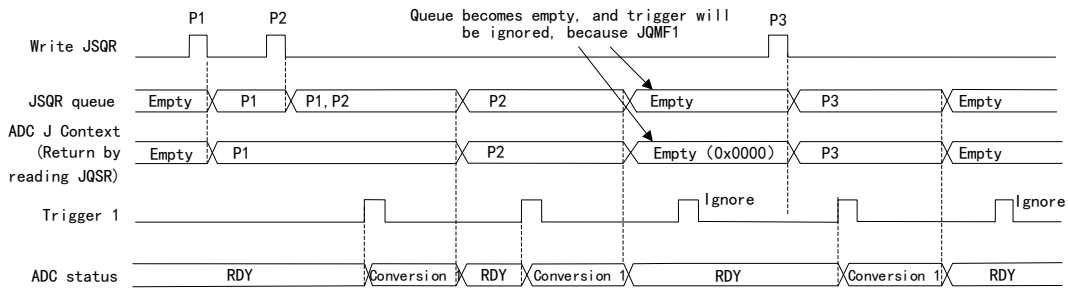 P1 P2 Queue becomes empty, and trigger will P3
be ignored, because JQMF1
Write JSQR
JSQR queue Empty P1 P1,P2 P2 Empty P3 Empty
ADC J Context
(Return by Empty P1 P2 Empty (0x0000) P3 Empty
reading JQSR)
Trigger 1 Ignore Ignore
ADC status RDY Conversion RDY Conversion 1 RDY Conversion 1 RDY